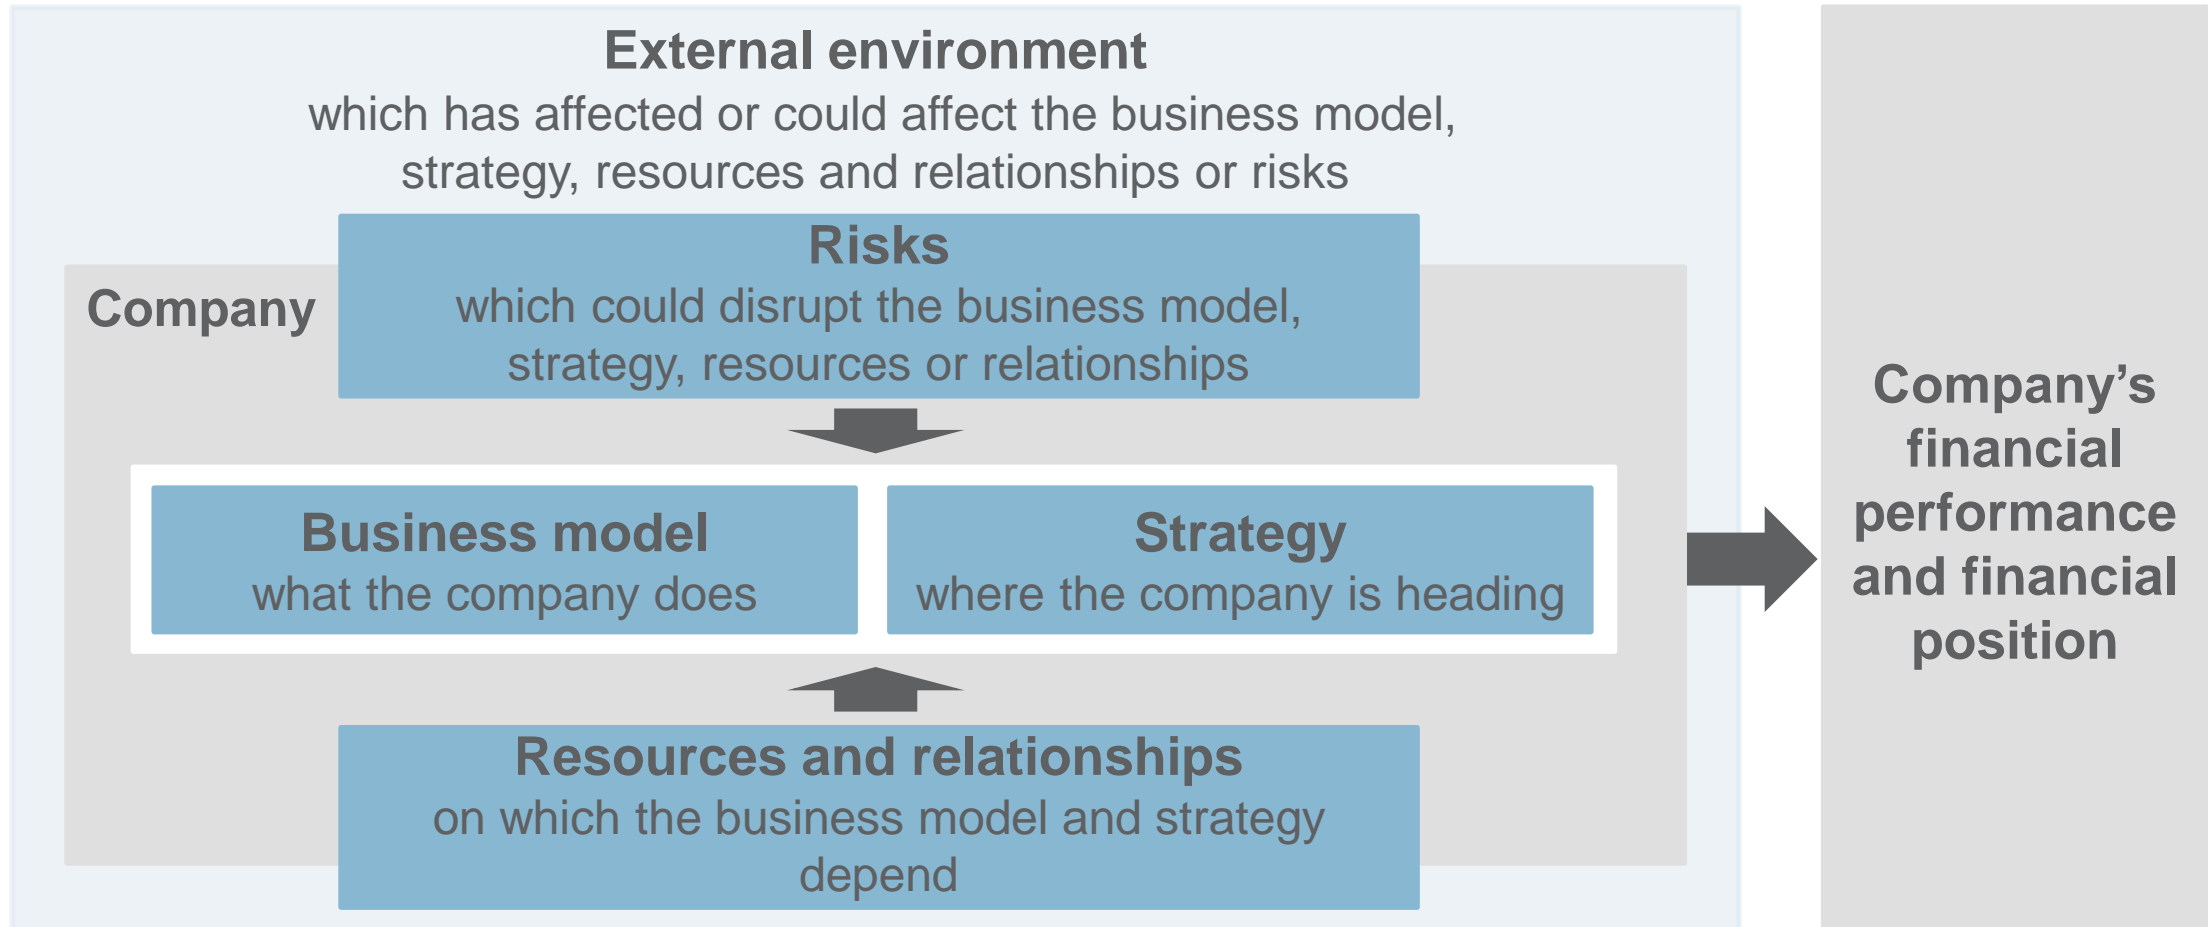 External environment
which has affected or could affect the business model,
strategy, resources and relationships or risks
Risks
which could disrupt the business model,
strategy, resources or relationships
Company
Business model
what the company does
Strategy
where the company is heading
Resources and relationships
on which the business model and strategy
depend
Company’s
financial
performance
and financial
position